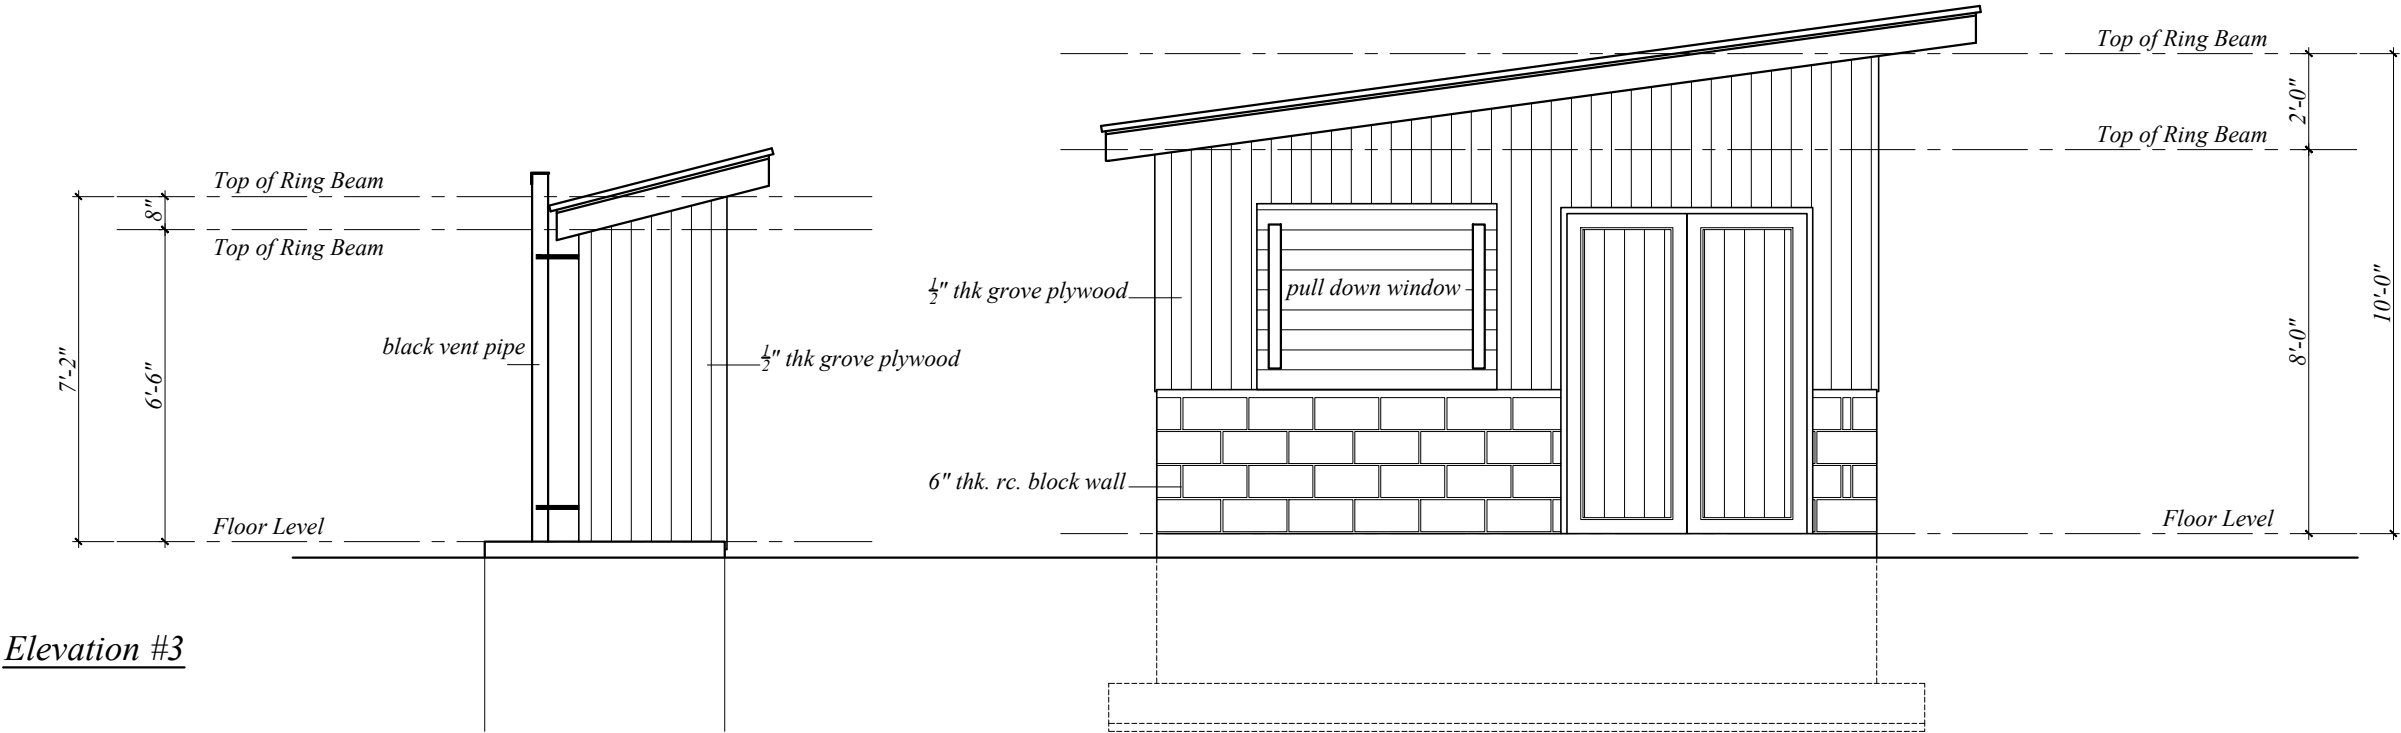 Top of Ring Beam
8"
Top of Ring Beam
7'-2"
6'-6"
black vent pipe
1/2" thk grove plywood
Floor Level
Top of Ring Beam
2'-0"
Top of Ring Beam
1/2" thk grove plywood
pull down window
10'-0"
8'-0"
6" thk. rc. block wall
Floor Level
Elevation #3